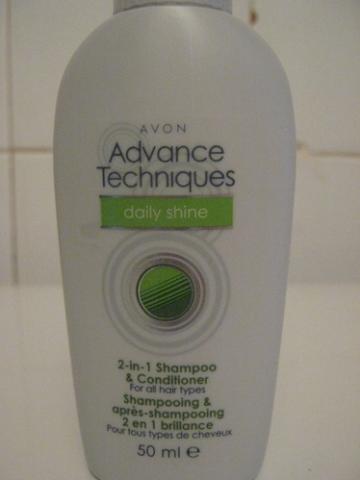 AVON
Advance
Techniques
daily shine
2-in-1 Shampoo
& Conditioner
For all hair types
Shampooing &
après-shampooing
2 en 1 brillance
Pour tous types de cheveux
50 ml e